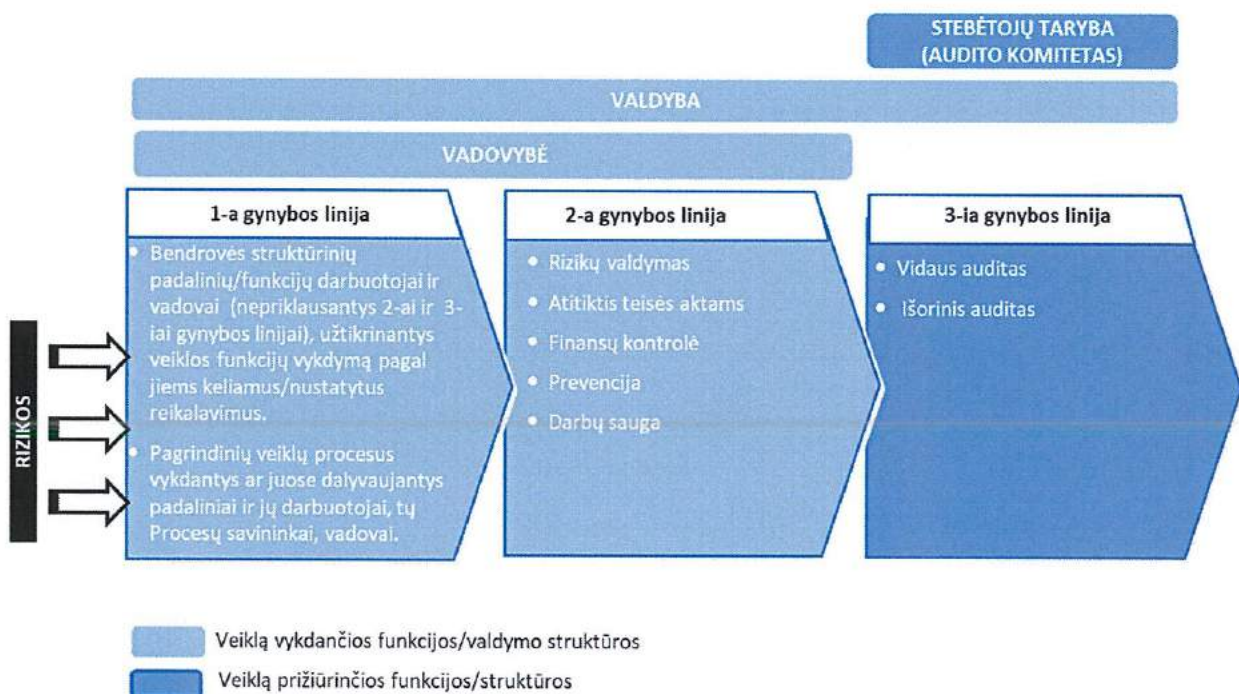 STEBĖTOJŲ TARYBA
(AUDITO KOMITETAS)
VALDYBA
VADOVYBĖ
RIZIKOS
1-a gynybos linija
• Bendrovės struktūrinių
padalinių/funkcijų darbuotojai ir
vadovai (nepriklausantys 2-ai ir 3-
iai gynybos linijai), užtikrinantys
veiklos funkcijų vykdymą pagal
jiems keliamus/nustatytus
reikalavimus.
• Pagrindinių veiklų procesus
vykdantys ar juose dalyvaujantys
padaliniai ir jų darbuotojai, tų
Procesų savininkai, vadovai.
2-a gynybos linija
• Rizikų valdymas
• Atitiktis teisės aktams
• Finansų kontrolė
• Prevencija
• Darbų sauga
3-ia gynybos linija
• Vidaus auditas
• Išorinis auditas
Veiklą vykdančios funkcijos/valdymo struktūros
Veiklą prižiūrinčios funkcijos/struktūros